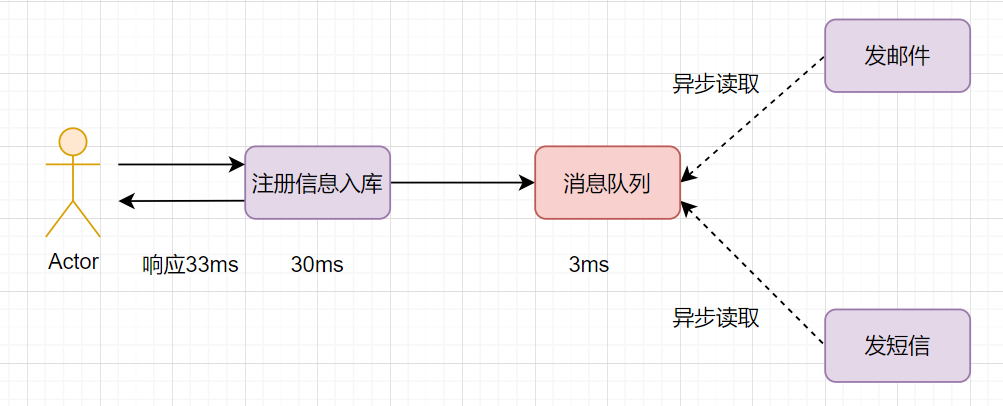 发邮件
异步读取
注册信息入库
消息队列
Actor
响应33ms
30ms
3ms
异步读取
发短信